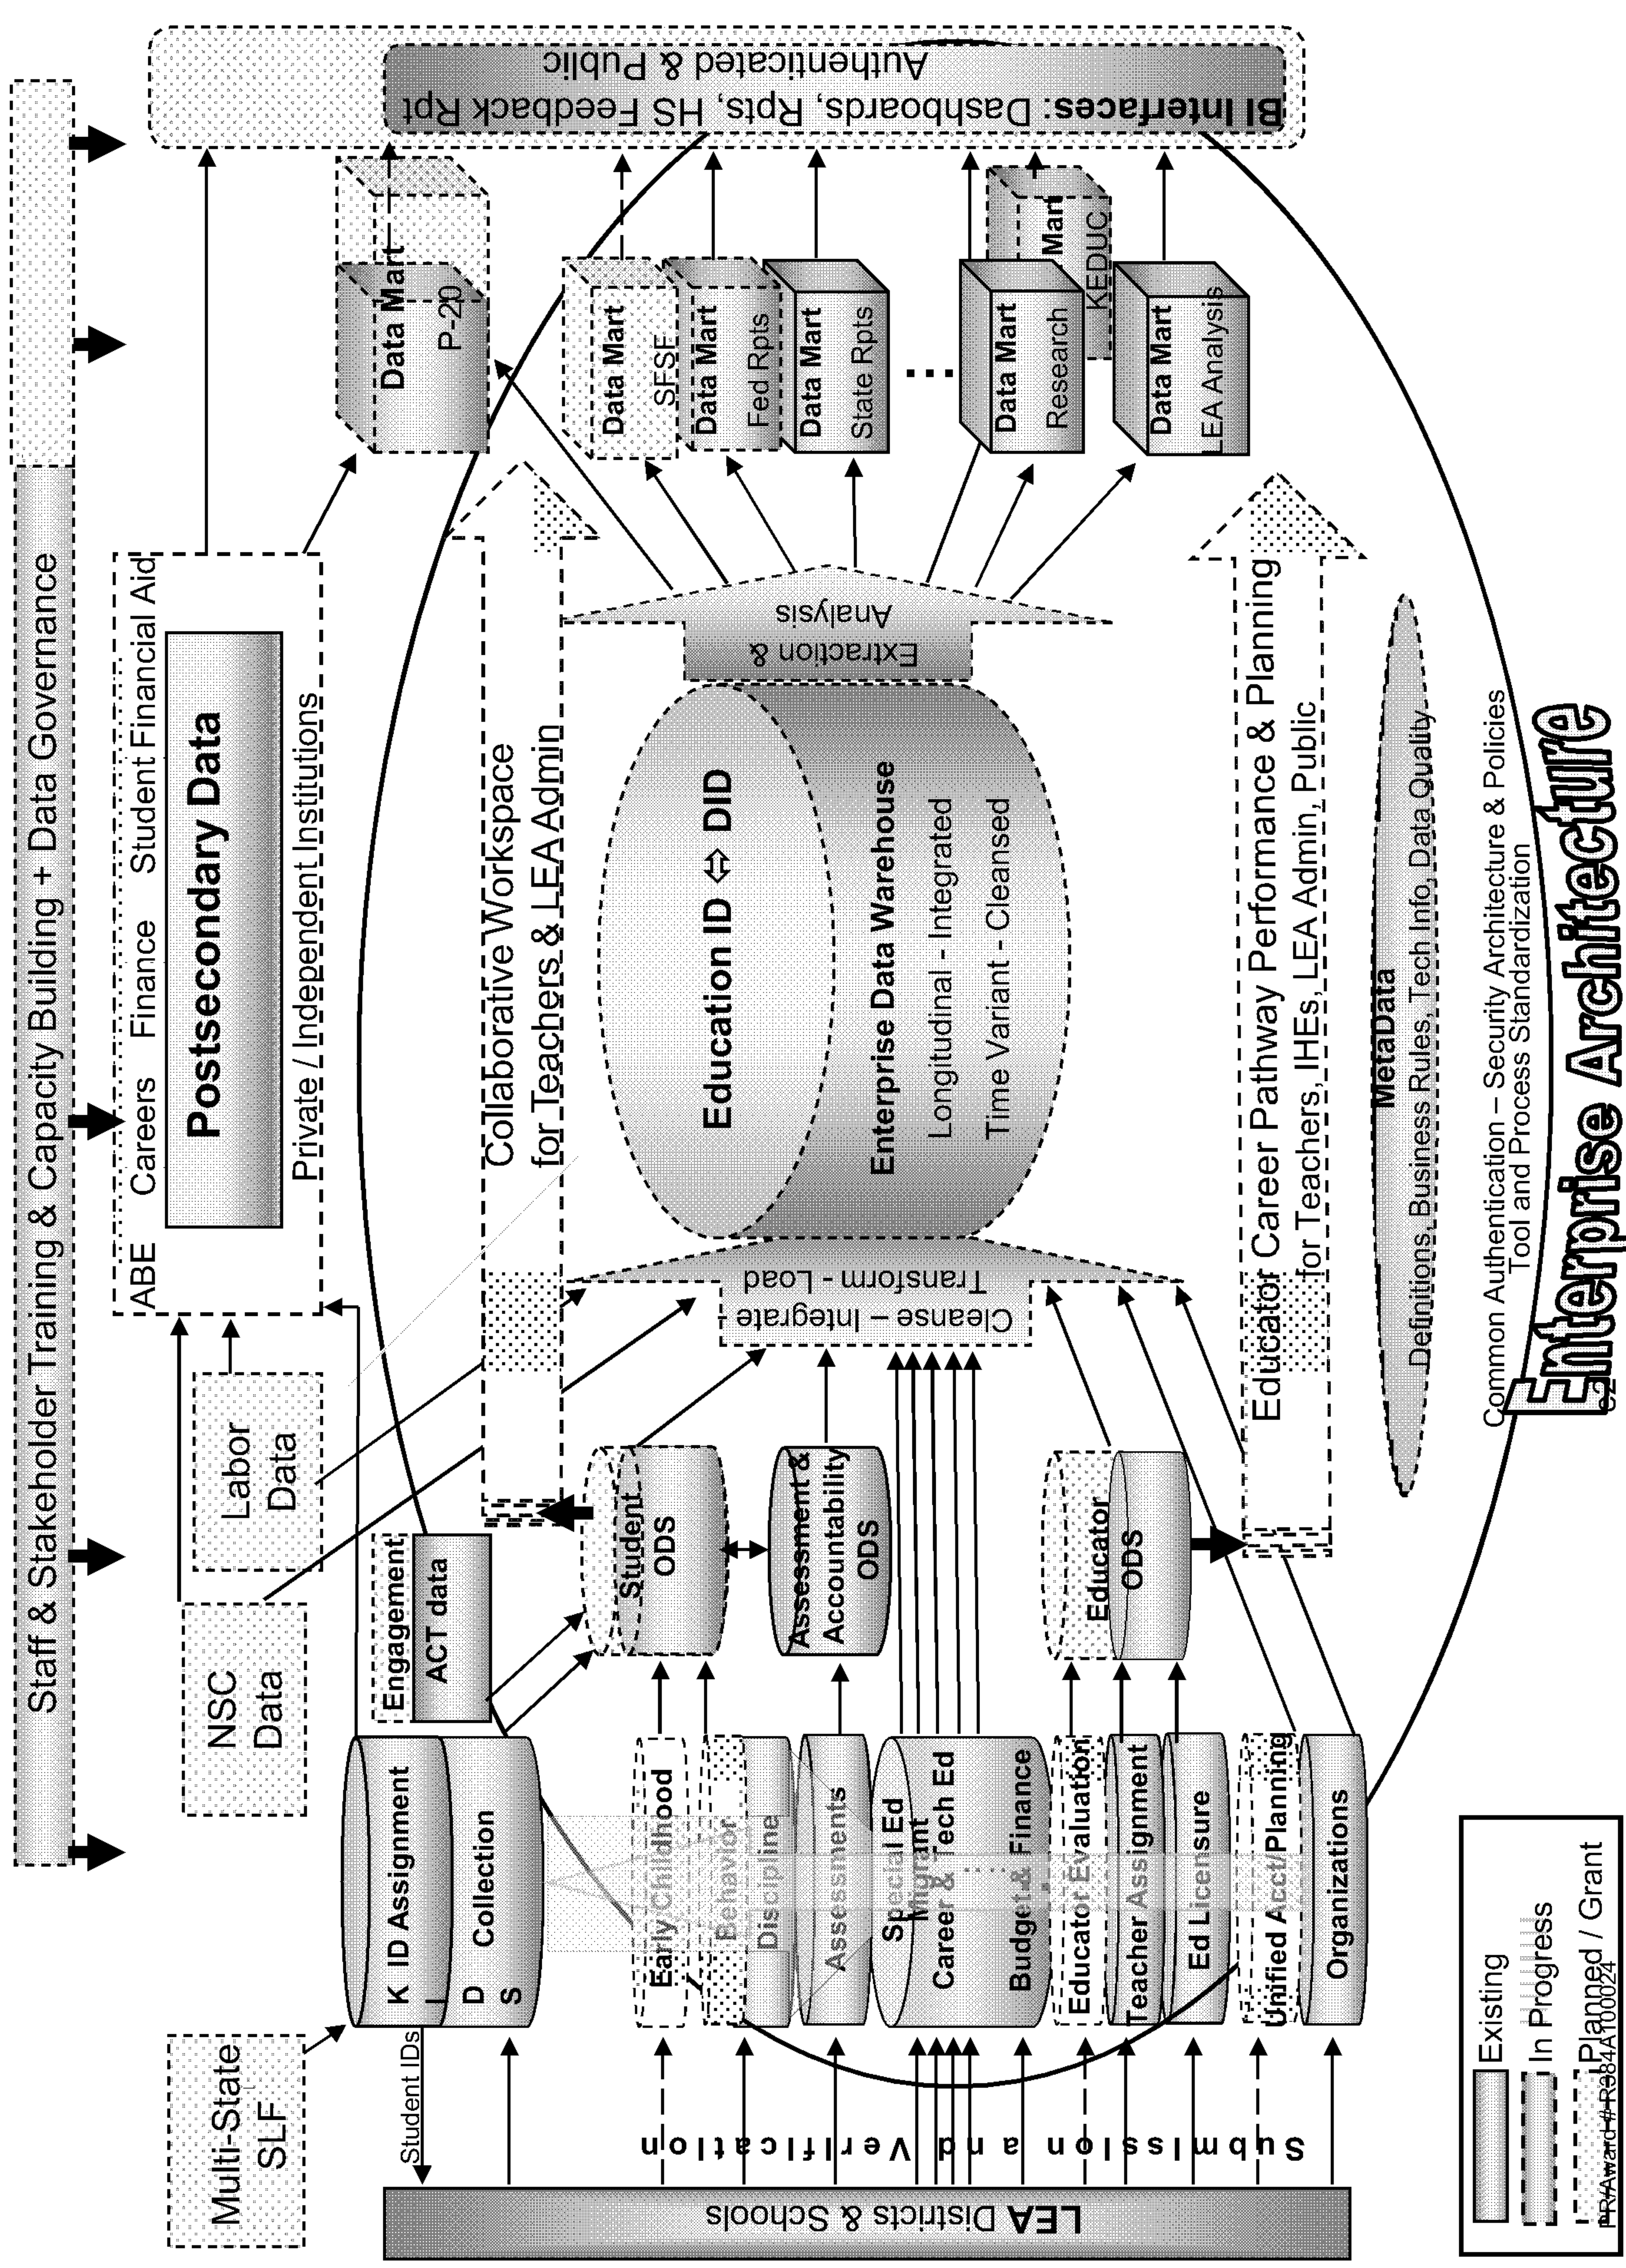 Staff & Stakeholder Training & Capacity Building + Data Governance
Multi-State
SLF
NSC
Data
Labor
Data
ABE Careers Finance Student Financial Aid
Postsecondary Data
Private / Independent Institutions
Student IDs
K ID Assignment
I
D Collection
S
Engagement
ACT data
Collaborative Workspace
for Teachers & LEA Admin
Data Mart
P-20
BI Interfaces: Dashboards, Rpts, HS Feedback Rpt
Authenticated & Public
LEA Districts & Schools
Submission and Verification
Early Childhood
Behavior
Discipline
Assessments
Special Ed
Migrant
Career & Tech Ed
Budget & Finance
Educator Evaluation
Teacher Assignment
Ed Licensure
Unified Acct/Planning
Organizations
Student
ODS
Assessment &
Accountability
ODS
Educator
ODS
Cleanse – Integrate -
Transform - Load
Education ID ⇔ DID
Enterprise Data Warehouse
Longitudinal - Integrated
Time Variant - Cleansed
Extraction &
Analysis
Data Mart
SFSF
Data Mart
Fed Rpts
Data Mart
State Rpts
...
Data Mart
Research
Mart
KEDUC
Data Mart
LEA Analysis
Educator Career Pathway Performance & Planning
for Teachers, IHEs, LEA Admin, Public
MetaData
Definitions, Business Rules, Tech Info, Data Quality
Common Authentication – Security Architecture & Policies
Tool and Process Standardization
Enterprise Architecture
Existing
In Progress
Planned / Grant
PR/Award # R384A100024